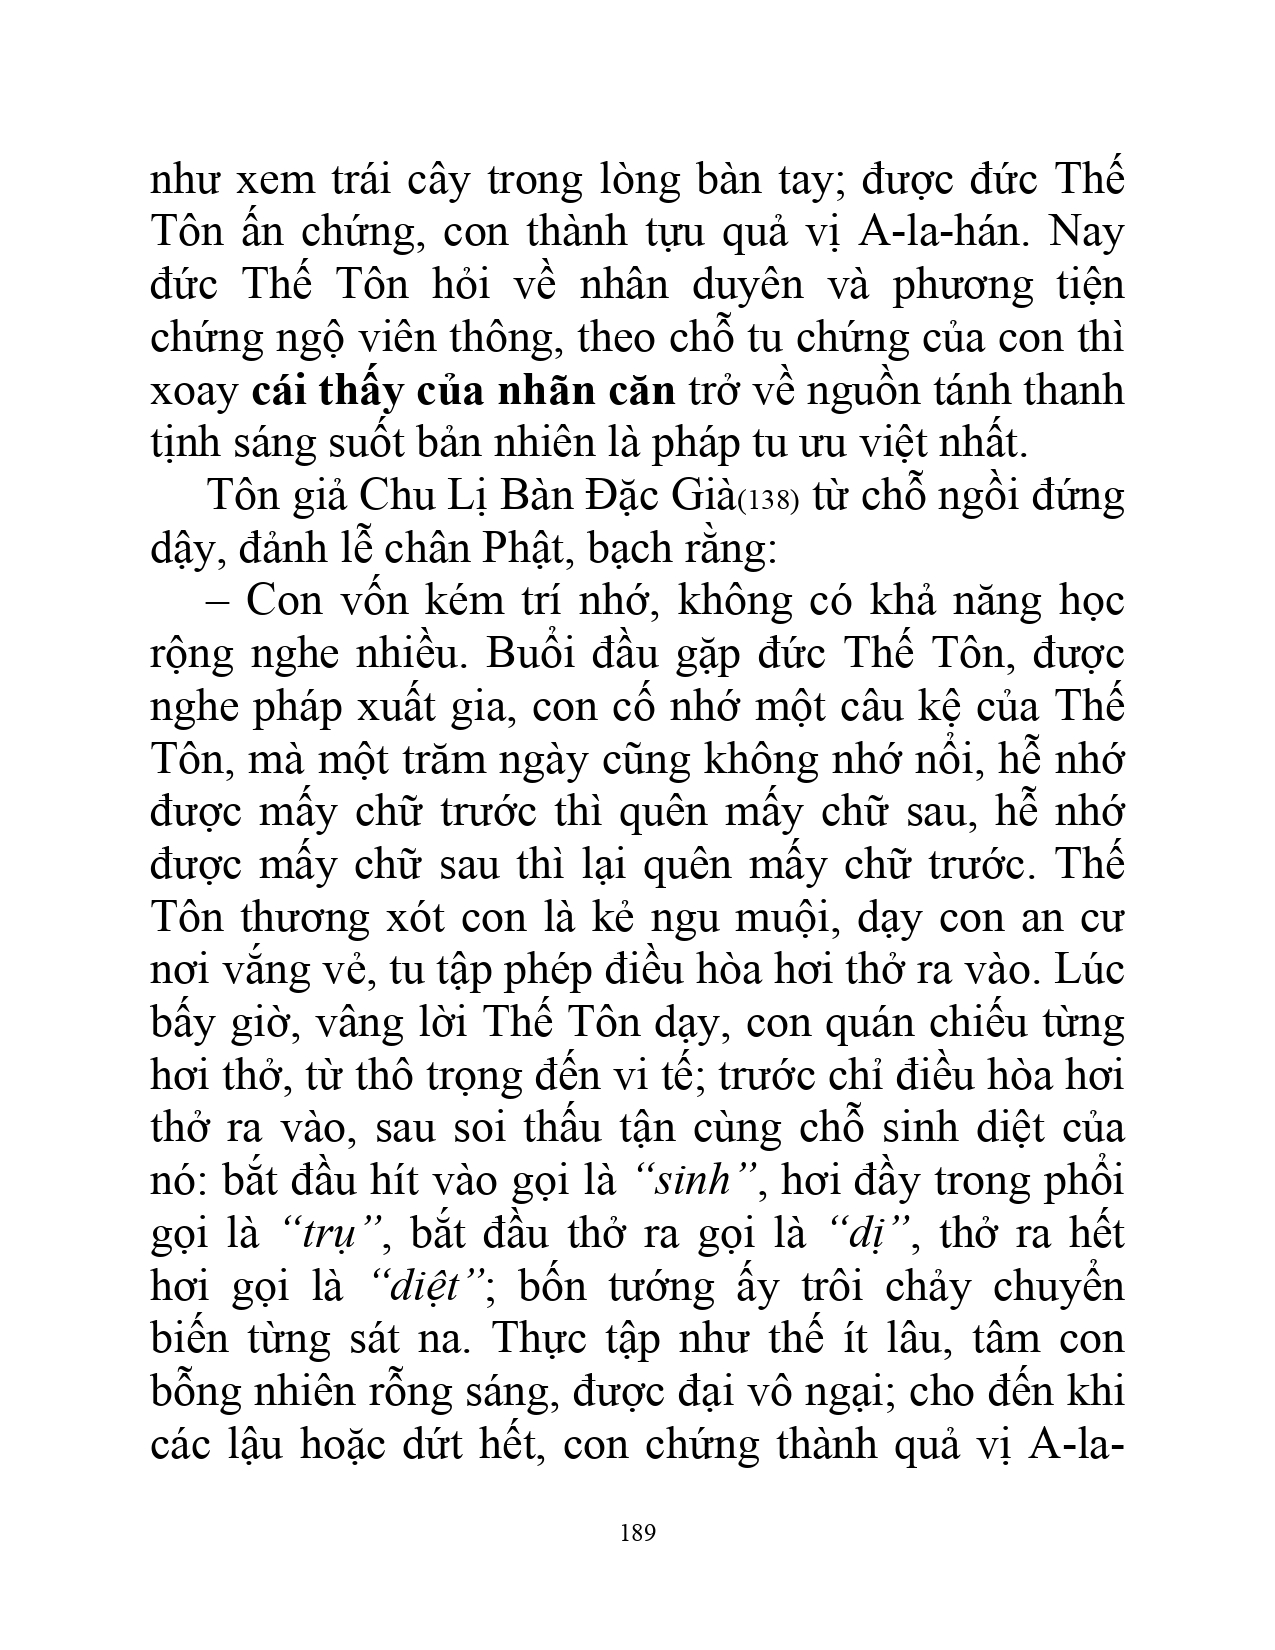 như xem trái cây trong lòng bàn tay; được đức Thế
Tôn ấn chứng, con thành tựu quả vị A-la-hán. Nay
đức Thế Tôn hỏi về nhân duyên và phương tiện
chứng ngộ viên thông, theo chỗ tu chứng của con thì
xoay cái thấy của nhãn căn trở về nguồn tánh thanh
tịnh sáng suốt bản nhiên là pháp tu ưu việt nhất.
Tôn giả Chu Lị Bàn Đặc Già(138) từ chỗ ngồi đứng
dậy, đảnh lễ chân Phật, bạch rằng:
– Con vốn kém trí nhớ, không có khả năng học
rộng nghe nhiều. Buổi đầu gặp đức Thế Tôn, được
nghe pháp xuất gia, con cố nhớ một câu kệ của Thế
Tôn, mà một trăm ngày cũng không nhớ nổi, hễ nhớ
được mấy chữ trước thì quên mấy chữ sau, hễ nhớ
được mấy chữ sau thì lại quên mấy chữ trước. Thế
Tôn thương xót con là kẻ ngu muội, dạy con an cư
nơi vắng vẻ, tu tập phép điều hòa hơi thở ra vào. Lúc
bấy giờ, vâng lời Thế Tôn dạy, con quán chiếu từng
hơi thở, từ thô trọng đến vi tế; trước chỉ điều hòa hơi
thở ra vào, sau soi thấu tận cùng chỗ sinh diệt của
nó: bắt đầu hít vào gọi là “sinh”, hơi đầy trong phổi
gọi là “trụ”, bắt đầu thở ra gọi là “dị”, thở ra hết
hơi gọi là “diệt”; bốn tướng ấy trôi chảy chuyển
biến từng sát na. Thực tập như thế ít lâu, tâm con
bỗng nhiên rỗng sáng, được đại vô ngại; cho đến khi
các lậu hoặc dứt hết, con chứng thành quả vị A-la-
189